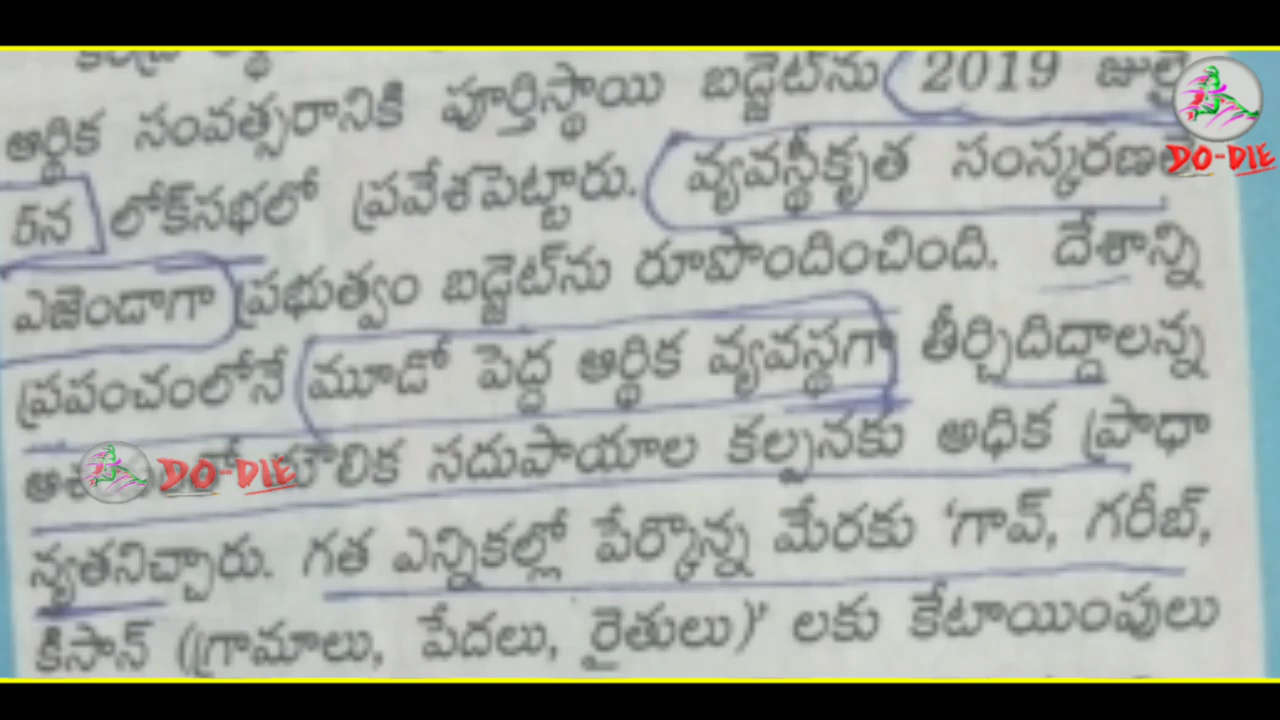 ఆర్థిక సంవత్సరానికి పూర్తిస్థాయి బడ్జెట్‌ను 2019 జులై
5న లోక్‌సభలో ప్రవేశపెట్టారు. వ్యవస్థీకృత సంస్కరణలే
DO-DIE
ఎజెండాగా ప్రభుత్వం బడ్జెట్‌ను రూపొందించింది. దేశాన్ని
ప్రపంచంలోనే మూడో పెద్ద ఆర్థిక వ్యవస్థగా తీర్చిదిద్దాలన్న
సదుపాయాల కల్పనకు అధిక ప్రాధా
DO-DIE
న్యతనిచ్చారు. గత ఎన్నికల్లో పేర్కొన్న మేరకు 'గావ్, గరీబ్,
కిసాన్ (గ్రామాలు, పేదలు, రైతులు)' లకు కేటాయింపులు